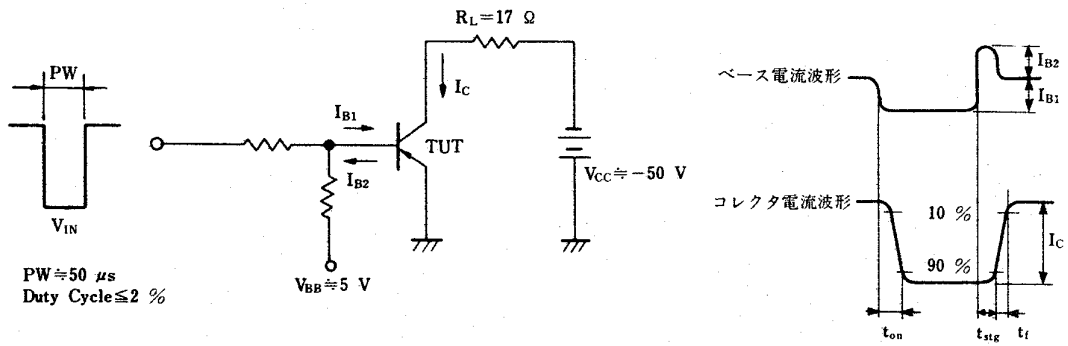 PW
V_IN
PW≒50 μs
Duty Cycle≦2 %
R_L=17 Ω
I_C
I_B1
TUT
I_B2
V_CC≒−50 V
V_BB≒5 V
ベース電流波形
I_B2
I_B1
コレクタ電流波形
10 %
90 %
I_C
t_on
t_stg
t_f